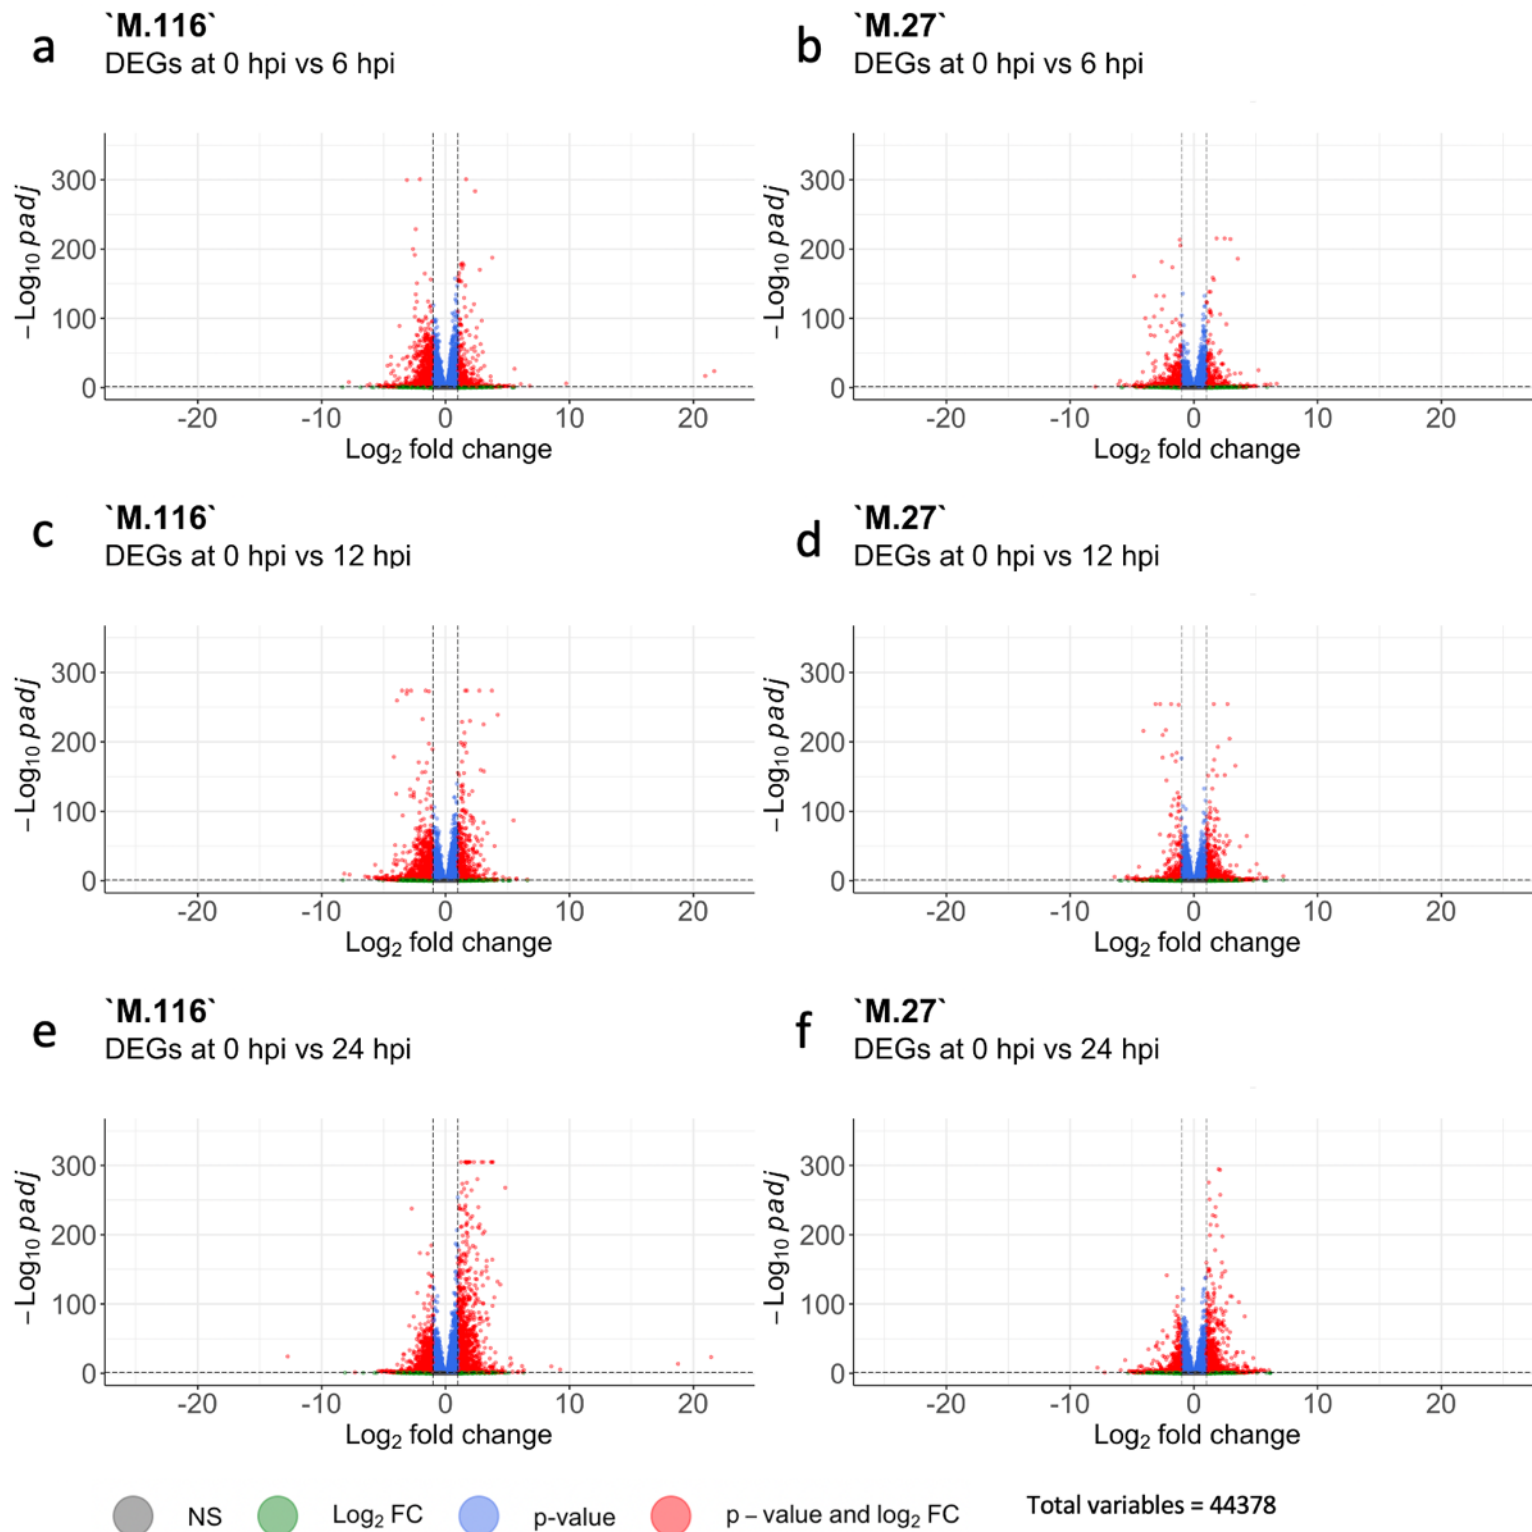 a
`M.116`
DEGs at 0 hpi vs 6 hpi
−Log10 padj
300
200
100
0
-20 -10 0 10 20
Log2 fold change
b
`M.27`
DEGs at 0 hpi vs 6 hpi
−Log10 padj
300
200
100
0
-20 -10 0 10 20
Log2 fold change
c
`M.116`
DEGs at 0 hpi vs 12 hpi
−Log10 padj
300
200
100
0
-20 -10 0 10 20
Log2 fold change
d
`M.27`
DEGs at 0 hpi vs 12 hpi
−Log10 padj
300
200
100
0
-20 -10 0 10 20
Log2 fold change
e
`M.116`
DEGs at 0 hpi vs 24 hpi
−Log10 padj
300
200
100
0
-20 -10 0 10 20
Log2 fold change
f
`M.27`
DEGs at 0 hpi vs 24 hpi
−Log10 padj
300
200
100
0
-20 -10 0 10 20
Log2 fold change
NS Log2 FC p-value p – value and log2 FC Total variables = 44378